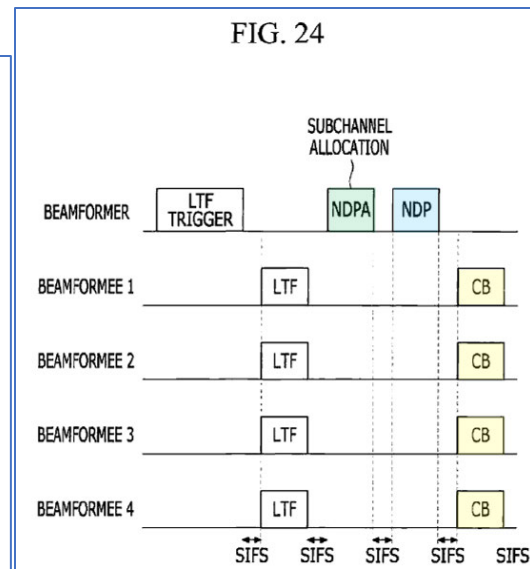 FIG. 24
SUBCHANNEL
ALLOCATION
BEAMFORMER
LTF
TRIGGER
NDPA
NDP
BEAMFORMEE 1
LTF
CB
BEAMFORMEE 2
LTF
CB
BEAMFORMEE 3
LTF
CB
BEAMFORMEE 4
LTF
CB
SIFS
SIFS
SIFS
SIFS
SIFS